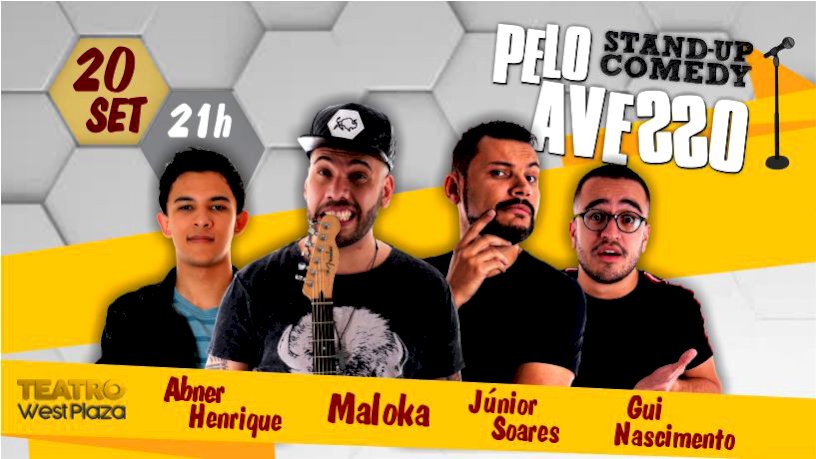 20
SET
21h
PELO
AVESSO
STAND-UP
COMEDY
TEATRO
West Plaza
Abner
Henrique
Maloka
Júnior
Soares
Gui
Nascimento